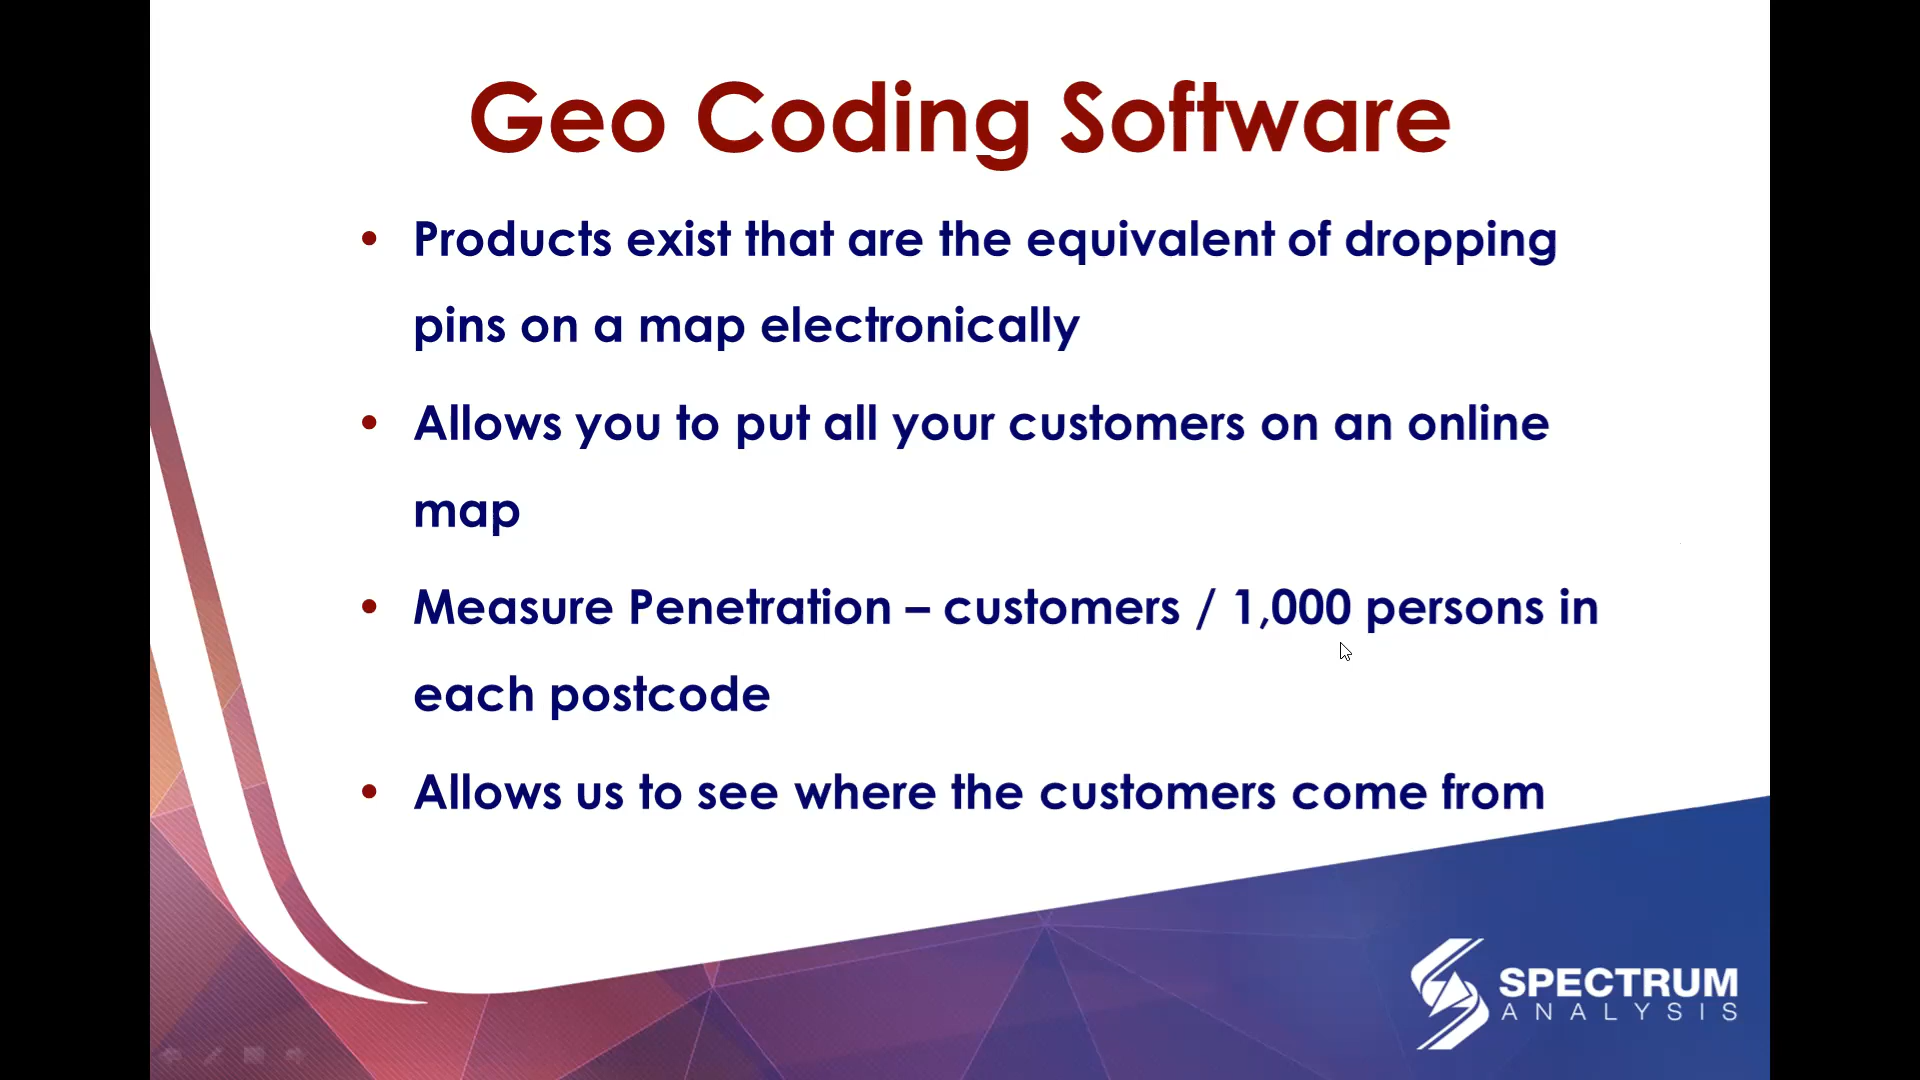 Geo Coding Software
• Products exist that are the equivalent of dropping
pins on a map electronically
• Allows you to put all your customers on an online
map
• Measure Penetration – customers / 1,000 persons in
each postcode
• Allows us to see where the customers come from
SPECTRUM
ANALYSIS